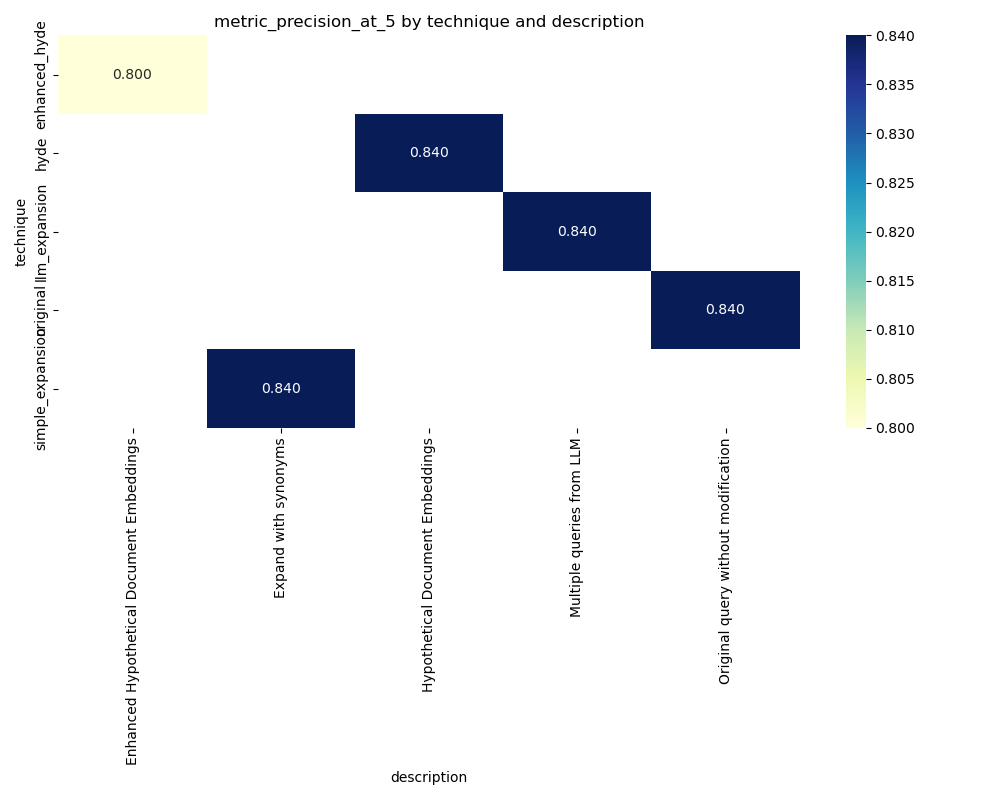 metric_precision_at_5 by technique and description
technique
enhanced_hyde
hyde
llm_expansion
original
simple_expansion
0.800
0.840
0.840
0.840
0.840
Enhanced Hypothetical Document Embeddings
Expand with synonyms
Hypothetical Document Embeddings
Multiple queries from LLM
Original query without modification
description
0.840
0.835
0.830
0.825
0.820
0.815
0.810
0.805
0.800